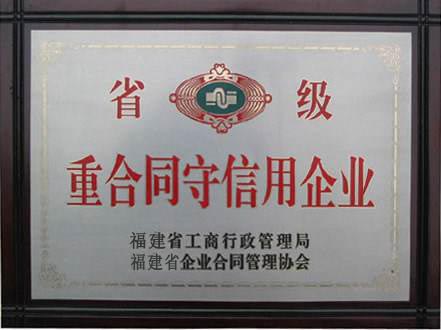 省 级
重合同守信用企业
福建省工商行政管理局
福建省企业合同管理协会